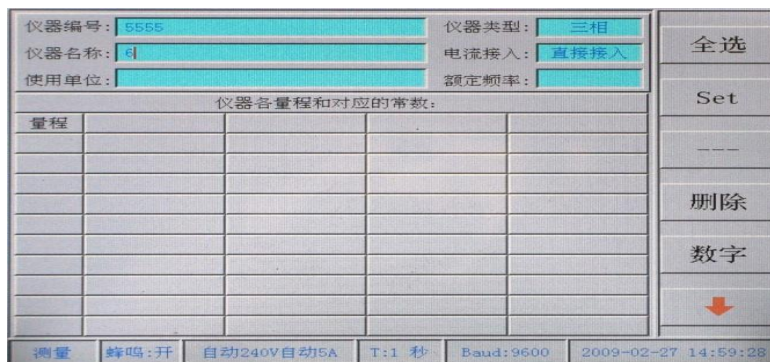 仪器编号: 5555
仪器类型: 三相
仪器名称: 6
电流接入: 直接接入
使用单位:
额定频率:
仪器各量程和对应的常数:
量程
全选
Set
---
删除
数字
测量
蜂鸣:开
自动240V自动5A
T:1 秒
Baud:9600
2009-02-27 14:59:28